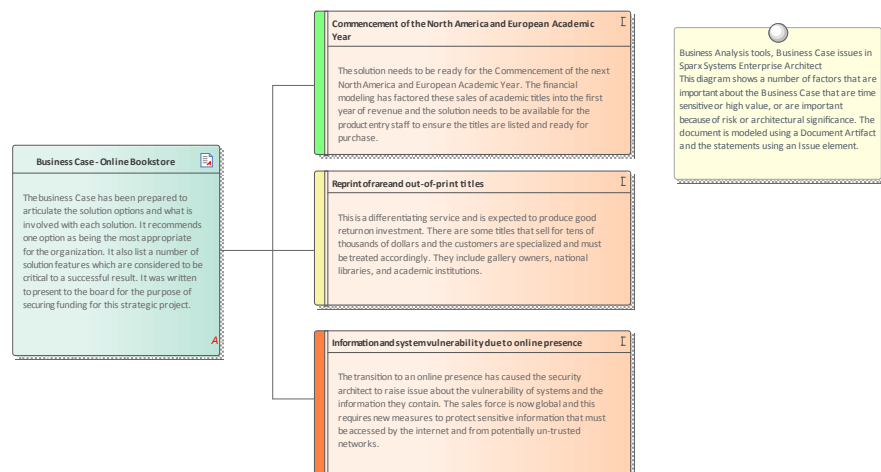 Business Case - Online Bookstore
The business Case has been prepared to
articulate the solution options and what is
involved with each solution. It recommends
one option as being the most appropriate
for the organization. It also list a number of
solution features which are considered to be
critical to a successful result. It was written
to present to the board for the purpose of
securing funding for this strategic project.
A
Commencement of the North America and European Academic
Year
The solution needs to be ready for the Commencement of the next
North America and European Academic Year. The financial
modeling has factored these sales of academic titles into the first
year of revenue and the solution needs to be available for the
product entry staff to ensure the titles are listed and ready for
purchase.
I
Reprint of rare and out-of-print titles
I
This is a differentiating service and is expected to produce good
return on investment. There are some titles that sell for tens of
thousands of dollars and the customers are specialized and must
be treated accordingly. They include gallery owners, national
libraries, and academic institutions.
Information and system vulnerability due to online presence
I
The transition to an online presence has caused the security
architect to raise issue about the vulnerability of systems and the
information they contain. The sales force is now global and this
requires new measures to protect sensitive information that must
be accessed by the internet and from potentially un-trusted
networks.
Business Analysis tools, Business Case issues in
Sparx Systems Enterprise Architect
This diagram shows a number of factors that are
important about the Business Case that are time
sensitive or high value, or are important
because of risk or architectural significance. The
document is modeled using a Document Artifact
and the statements using an Issue element.